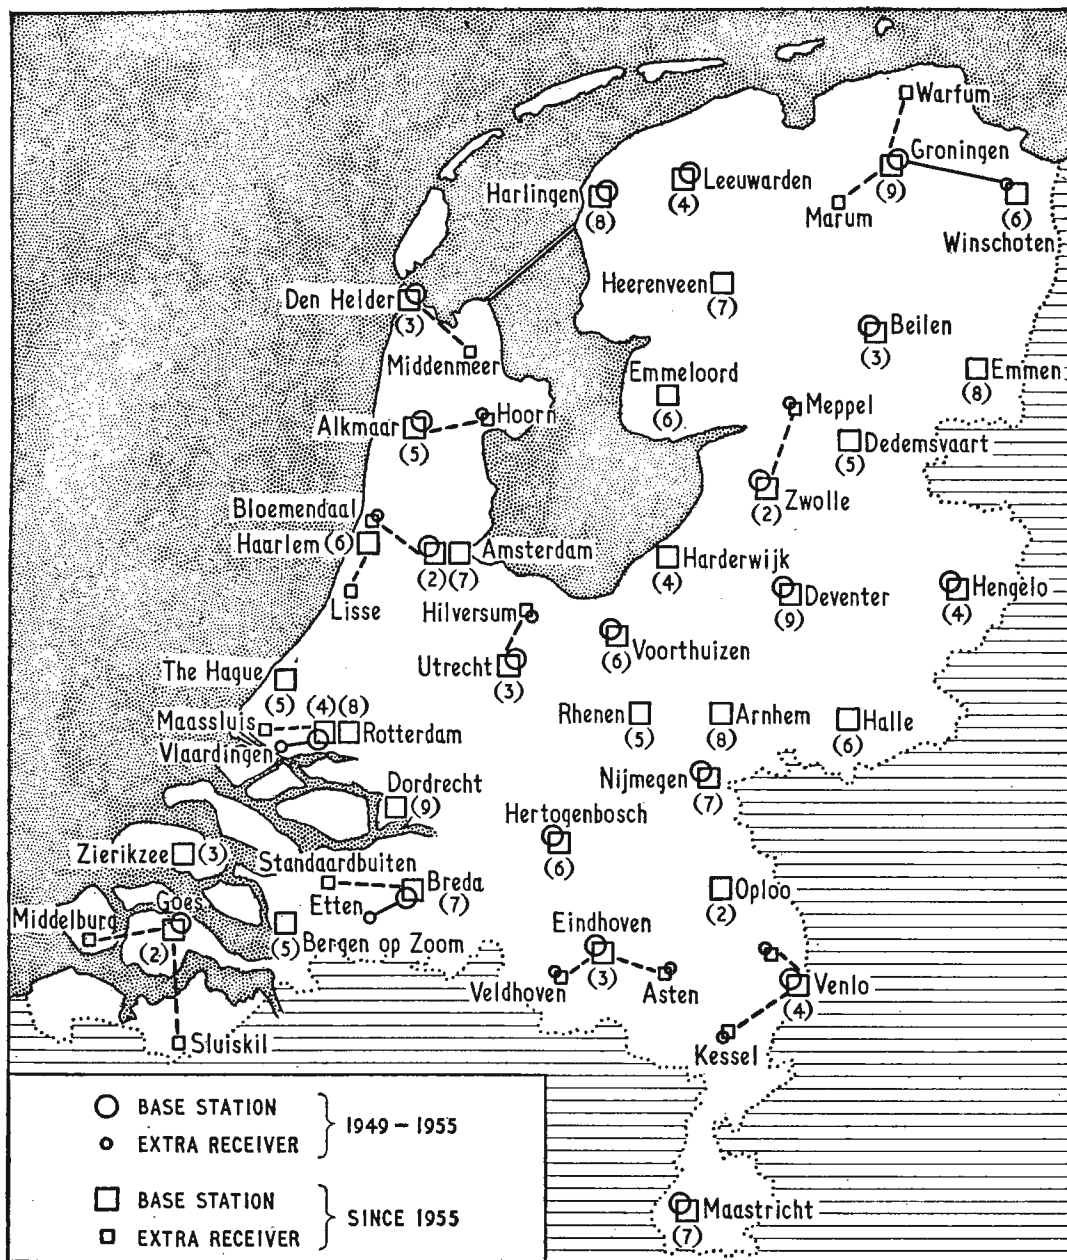 Warfum
Groningen
(9)
Harlingen
(8)
Leeuwarden
(4)
Marum
(6)
Winschoten
Den Helder
(3)
Heerenveen
(7)
Middenmeer
Beilen
(3)
Emmeloord
(6)
Emmen
(8)
Alkmaar
(5)
Hoorn
Meppel
Dedemsvaart
(5)
Zwolle
(2)
Bloemendaal
Haarlem (6)
Amsterdam
(2) (7)
Harderwijk
(4)
Lisse
Hilversum
Deventer
(9)
Hengelo
(4)
Utrecht
(3)
Voorthuizen
(6)
The Hague
(5)
Maassluis
(4) (8)
Rotterdam
Vlaardingen
Rhenen
(5)
Arnhem
(8)
Halle
(6)
Dordrecht
(9)
Nijmegen
(7)
Hertogenbosch
(6)
Zierikzee (3)
Standaardbuiten
Breda
(7)
Etten
Oploo
(2)
Middelburg
Goes
(2)
(5)
Bergen op Zoom
Eindhoven
(3)
Veldhoven
Asten
Venlo
(4)
Kessel
Sluiskil
BASE STATION
EXTRA RECEIVER
1949 – 1955
BASE STATION
EXTRA RECEIVER
SINCE 1955
Maastricht
(7)